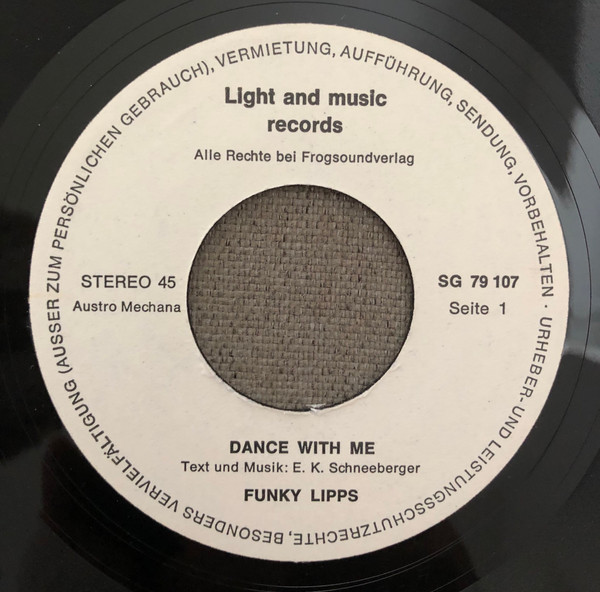 Light and music
records
Alle Rechte bei Frogsoundverlag
STEREO 45
Austro Mechana
SG 79 107
Seite 1
DANCE WITH ME
Text und Musik: E. K. Schneeberger
FUNKY LIPPS
URHEBER- UND LEISTUNGSSCHUTZRECHTE, BESONDERS VERVIELFÄLTIGUNG (AUSSER ZUM PERSÖNLICHEN GEBRAUCH), VERMIETUNG, AUFFÜHRUNG, SENDUNG, VORBEHALTEN ·